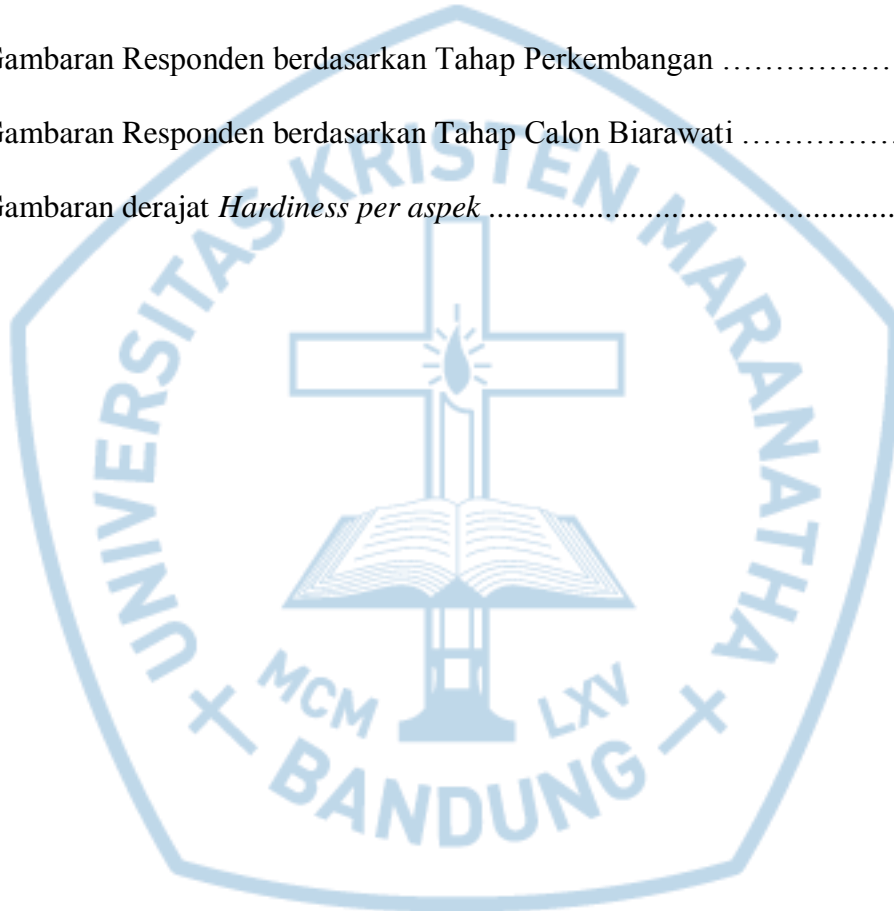 Gambaran Responden berdasarkan Tahap Perkembangan ………………
Gambaran Responden berdasarkan Tahap Calon Biarawati ……………
Gambaran derajat Hardiness per aspek ....................................................
UNIVERSITAS KRISTEN MARANATHA
MCM LXV
BANDUNG